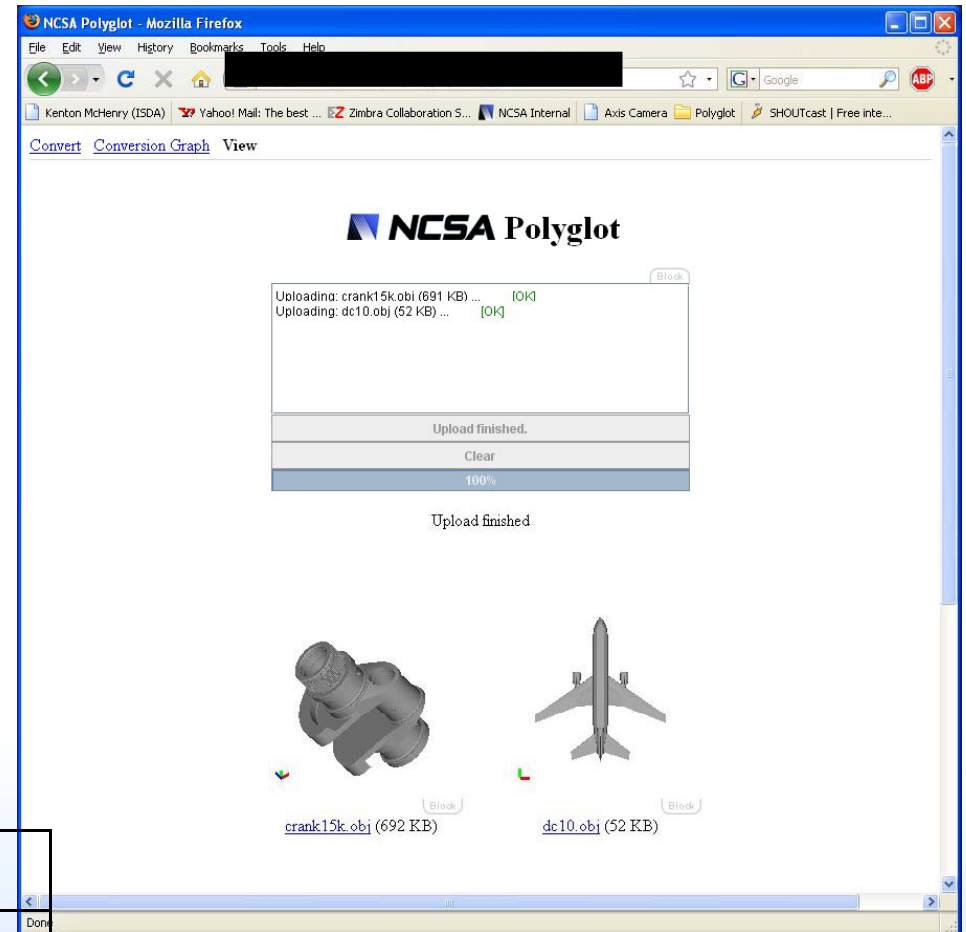 NCSA Polyglot - Mozilla Firefox
File Edit View History Bookmarks Tools Help
G Google
ABP
Kenton McHenry (ISDA) Yahoo! Mail: The best ... Zimbra Collaboration S... NCSA Internal Axis Camera Polyglot SHOUTcast | Free inte...
Convert Conversion Graph View
NCSA Polyglot
Block
Uploading: crank15k.obj (691 KB) ... [OK]
Uploading: dc10.obj (52 KB) ... [OK]
Upload finished.
Clear
100%
Upload finished
Block Block
crank15k.obj (692 KB) dc10.obj (52 KB)
Done